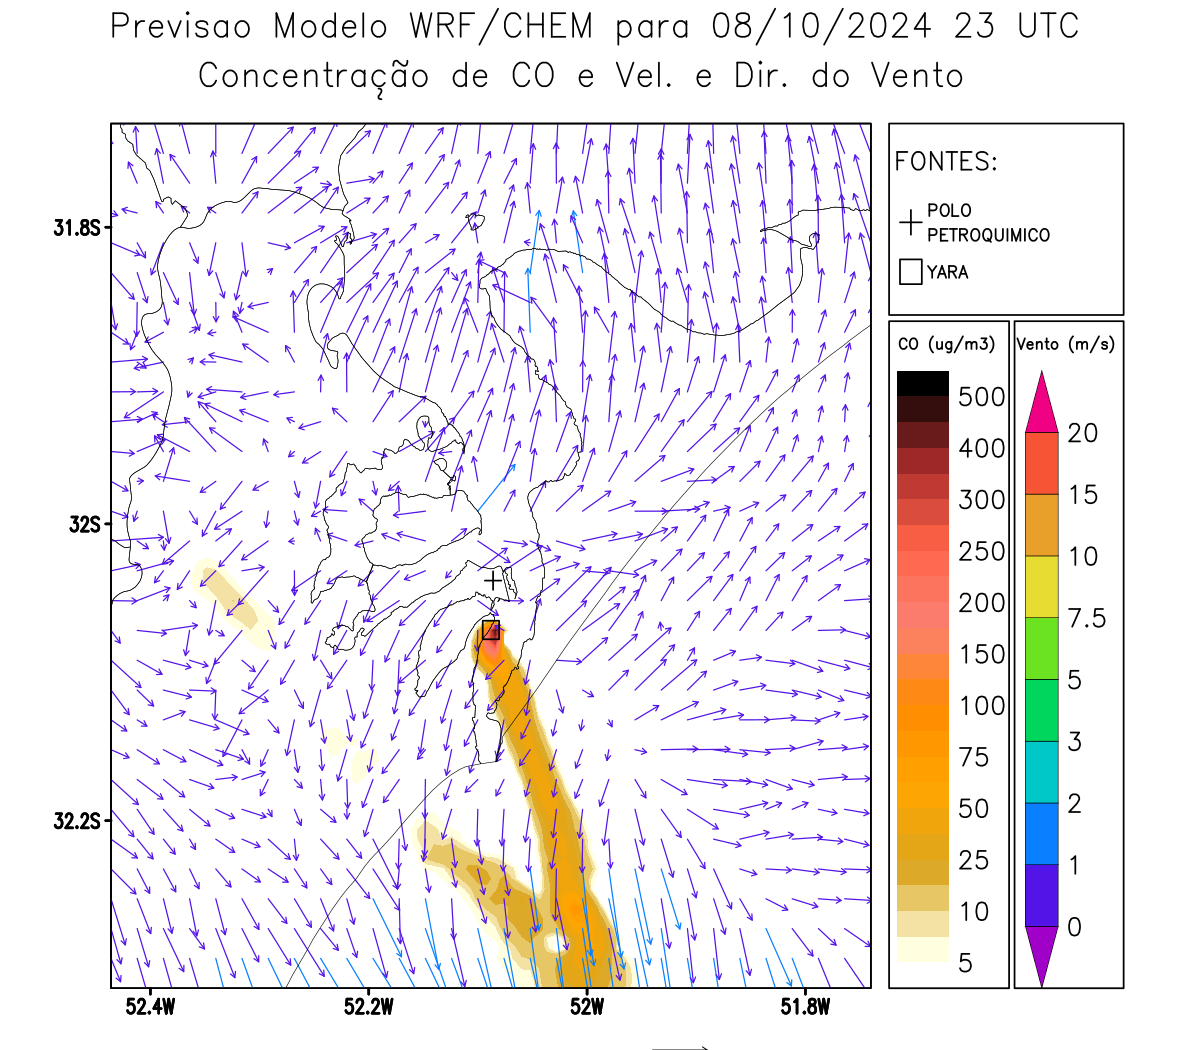 Previsao Modelo WRF/CHEM para 08/10/2024 23 UTC
Concentração de CO e Vel. e Dir. do Vento
FONTES:
POLO
PETROQUIMICO
YARA
CO (ug/m3)
500
400
300
250
200
150
100
75
50
25
10
5
Vento (m/s)
20
15
10
7.5
5
3
2
1
0
31.8S
32S
32.2S
52.4W
52.2W
52W
51.8W